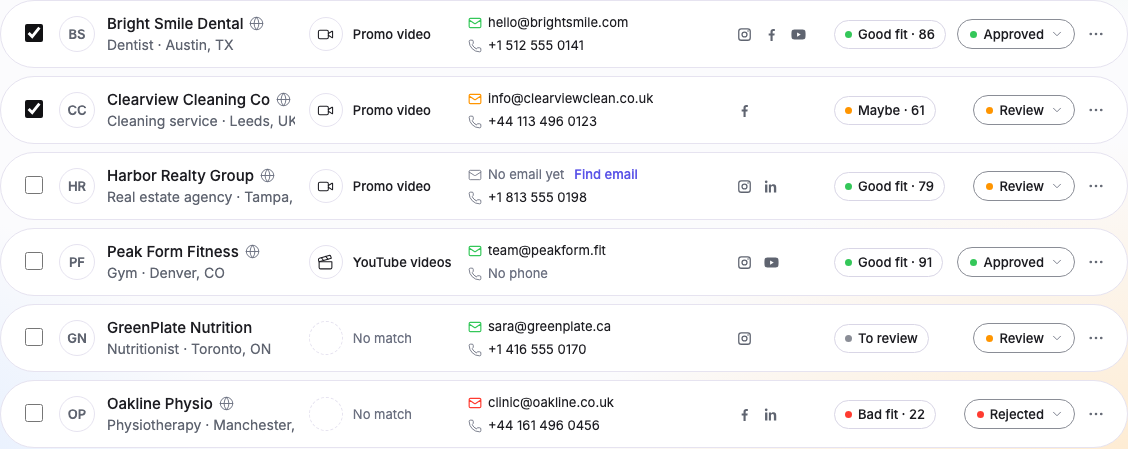 BS Bright Smile Dental Promo video hello@brightsmile.com Good fit · 86 Approved
Dentist · Austin, TX +1 512 555 0141
CC Clearview Cleaning Co Promo video info@clearviewclean.co.uk Maybe · 61 Review
Cleaning service · Leeds, UK +44 113 496 0123
HR Harbor Realty Group Promo video No email yet Find email Good fit · 79 Review
Real estate agency · Tampa, +1 813 555 0198
PF Peak Form Fitness YouTube videos team@peakform.fit Good fit · 91 Approved
Gym · Denver, CO No phone
GN GreenPlate Nutrition No match sara@greenplate.ca To review Review
Nutritionist · Toronto, ON +1 416 555 0170
OP Oakline Physio No match clinic@oakline.co.uk Bad fit · 22 Rejected
Physiotherapy · Manchester, +44 161 496 0456